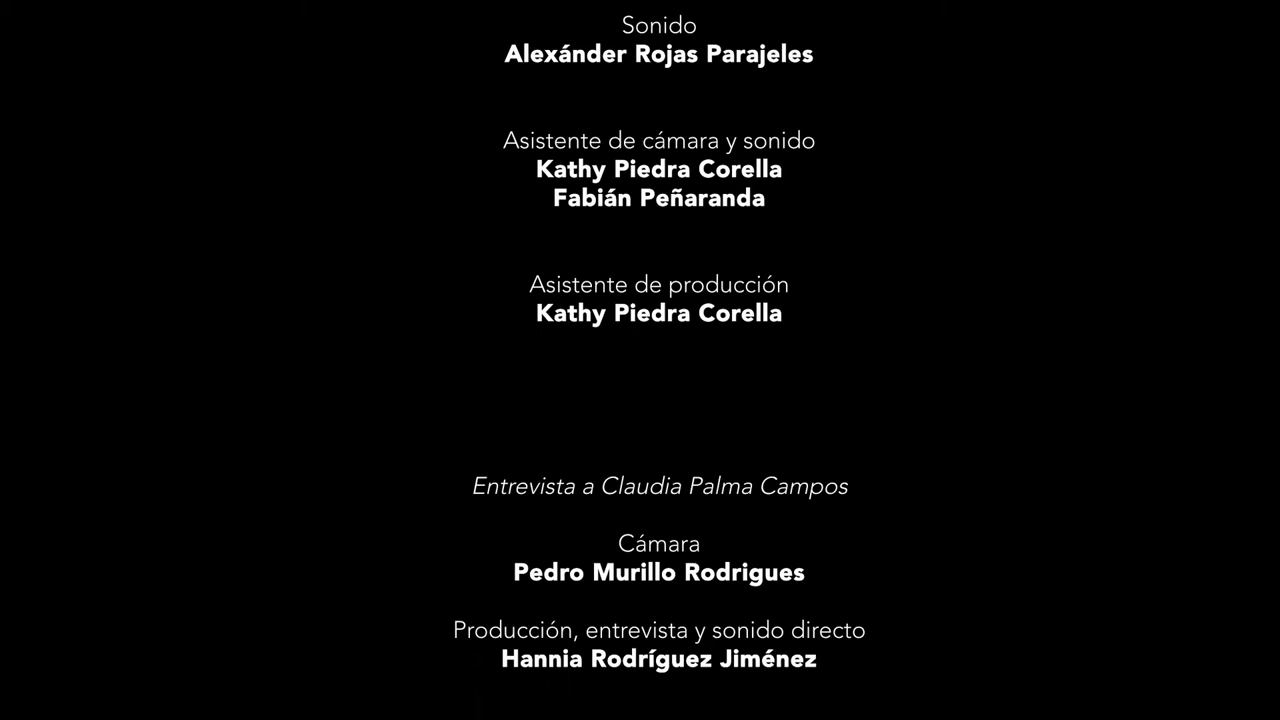 Sonido
Alexánder Rojas Parajeles
Asistente de cámara y sonido
Kathy Piedra Corella
Fabián Peñaranda
Asistente de producción
Kathy Piedra Corella
Entrevista a Claudia Palma Campos
Cámara
Pedro Murillo Rodrigues
Producción, entrevista y sonido directo
Hannia Rodríguez Jiménez